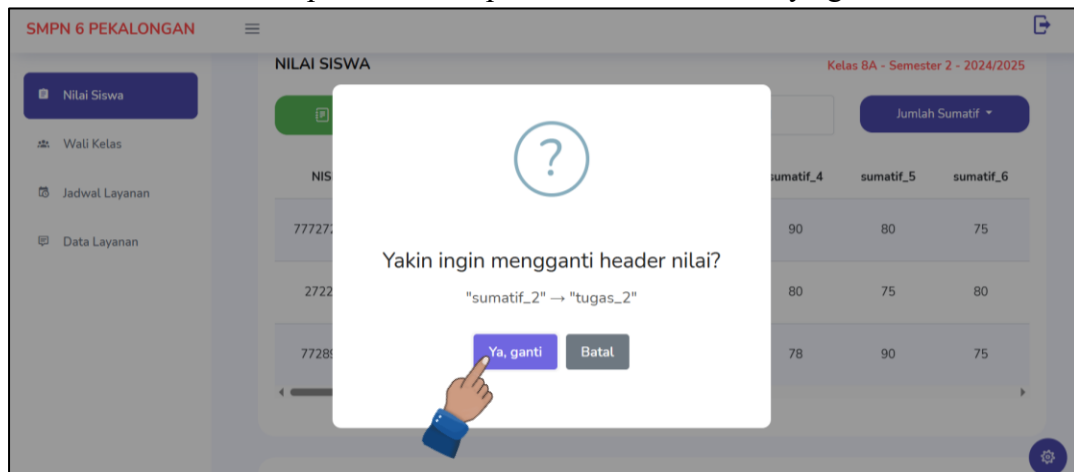 SMPN 6 PEKALONGAN
NILAI SISWA
Kelas 8A - Semester 2 - 2024/2025
Nilai Siswa
Jumlah Sumatif
Wali Kelas
NIS
sumatif_5
sumatif_6
Jadwal Layanan
90
80
75
Data Layanan
Yakin ingin mengganti header nilai?
"sumatif_2" → "tugas_2"
80
75
80
Ya, ganti
Batal
78
90
75